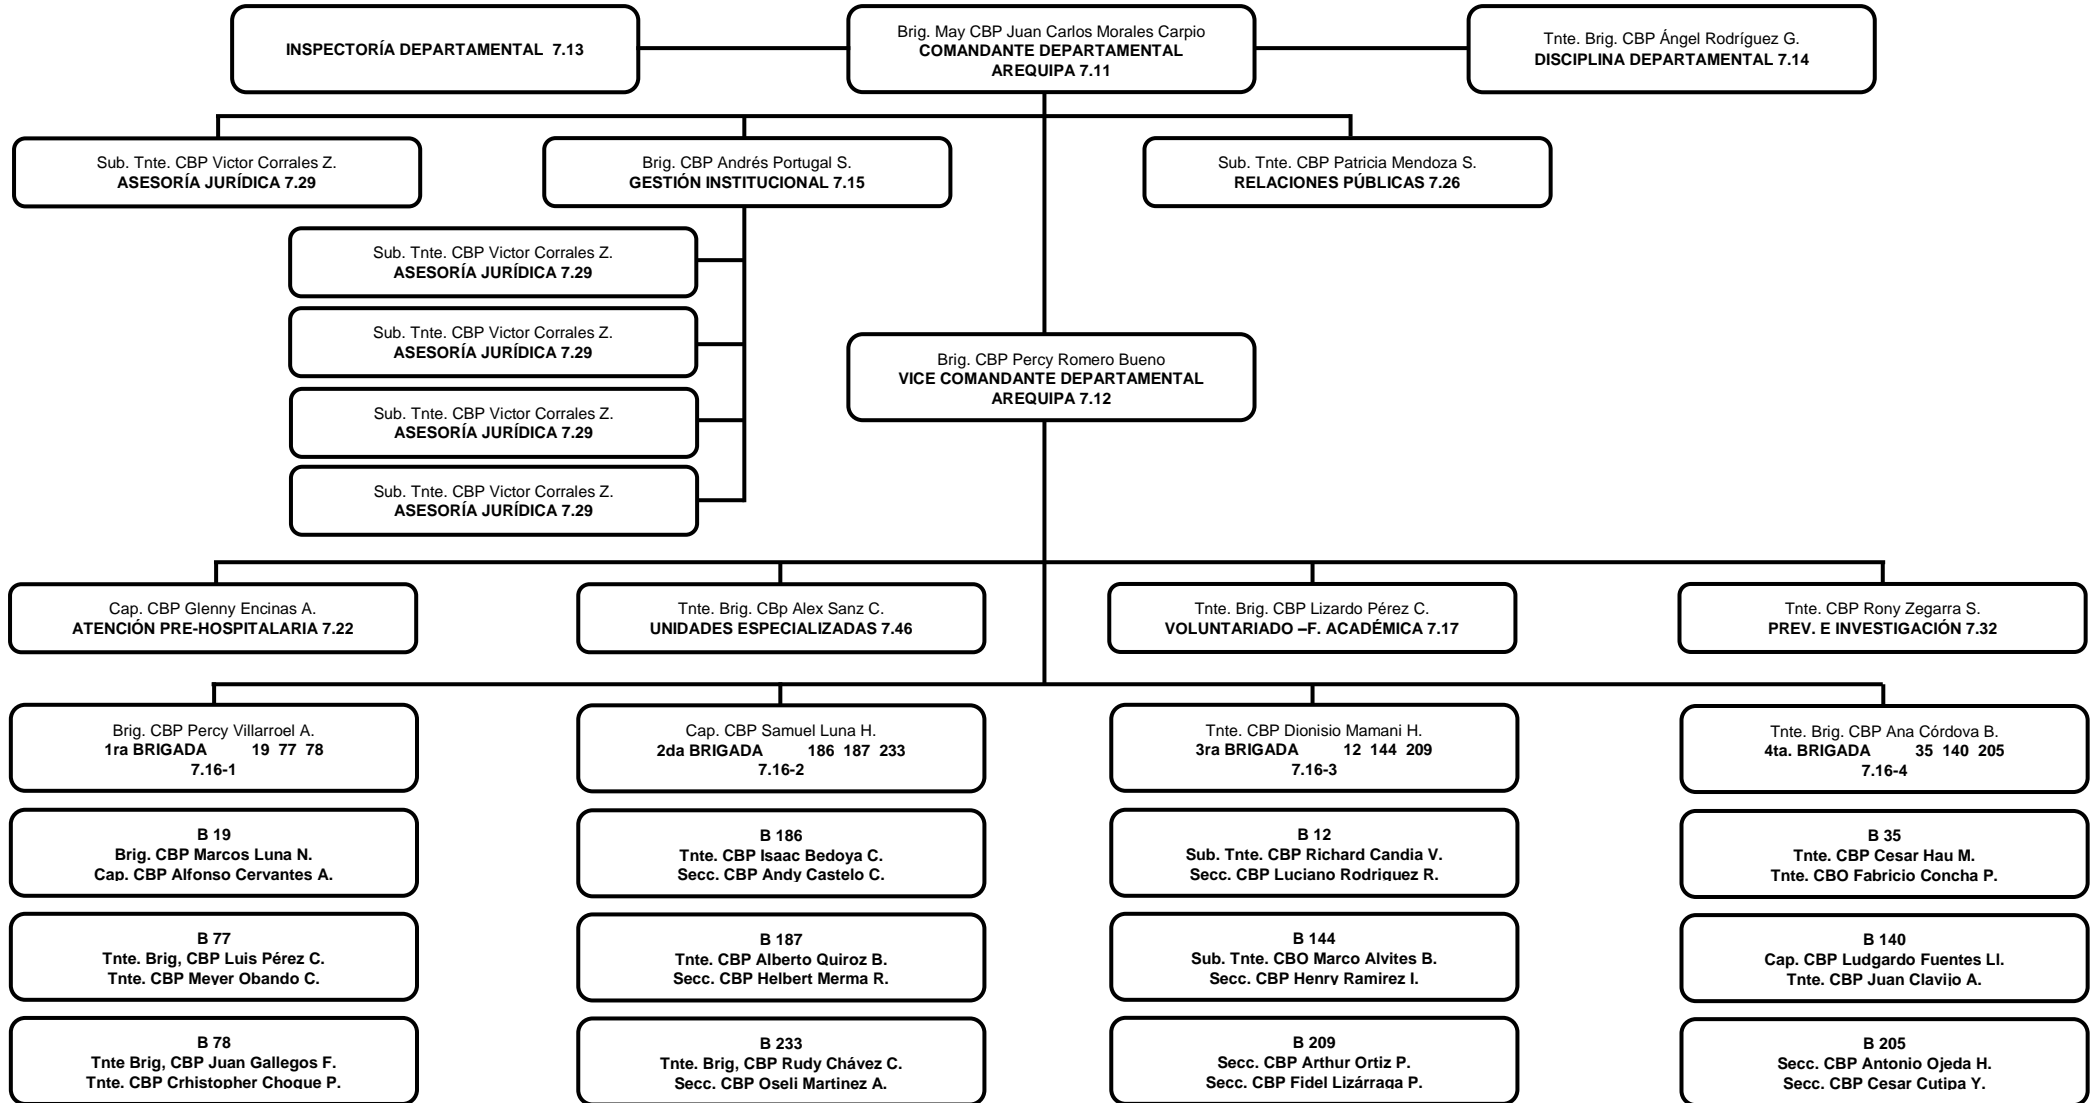 INSPECTORÍA DEPARTAMENTAL 7.13
Brig. May CBP Juan Carlos Morales Carpio
COMANDANTE DEPARTAMENTAL
AREQUIPA 7.11
Tnte. Brig. CBP Ángel Rodríguez G.
DISCIPLINA DEPARTAMENTAL 7.14
Sub. Tnte. CBP Victor Corrales Z.
ASESORÍA JURÍDICA 7.29
Brig. CBP Andrés Portugal S.
GESTIÓN INSTITUCIONAL 7.15
Sub. Tnte. CBP Patricia Mendoza S.
RELACIONES PÚBLICAS 7.26
Sub. Tnte. CBP Victor Corrales Z.
ASESORÍA JURÍDICA 7.29
Sub. Tnte. CBP Victor Corrales Z.
ASESORÍA JURÍDICA 7.29
Sub. Tnte. CBP Victor Corrales Z.
ASESORÍA JURÍDICA 7.29
Sub. Tnte. CBP Victor Corrales Z.
ASESORÍA JURÍDICA 7.29
Brig. CBP Percy Romero Bueno
VICE COMANDANTE DEPARTAMENTAL
AREQUIPA 7.12
Cap. CBP Glenny Encinas A.
ATENCIÓN PRE-HOSPITALARIA 7.22
Tnte. Brig. CBp Alex Sanz C.
UNIDADES ESPECIALIZADAS 7.46
Tnte. Brig. CBP Lizardo Pérez C.
VOLUNTARIADO –F. ACADÉMICA 7.17
Tnte. CBP Rony Zegarra S.
PREV. E INVESTIGACIÓN 7.32
Brig. CBP Percy Villarroel A.
1ra BRIGADA 19 77 78
7.16-1
Cap. CBP Samuel Luna H.
2da BRIGADA 186 187 233
7.16-2
Tnte. CBP Dionisio Mamani H.
3ra BRIGADA 12 144 209
7.16-3
Tnte. Brig. CBP Ana Córdova B.
4ta. BRIGADA 35 140 205
7.16-4
B 19
Brig. CBP Marcos Luna N.
Cap. CBP Alfonso Cervantes A.
B 186
Tnte. CBP Isaac Bedoya C.
Secc. CBP Andy Castelo C.
B 12
Sub. Tnte. CBP Richard Candia V.
Secc. CBP Luciano Rodriguez R.
B 35
Tnte. CBP Cesar Hau M.
Tnte. CBO Fabricio Concha P.
B 77
Tnte. Brig, CBP Luis Pérez C.
Tnte. CBP Meyer Obando C.
B 187
Tnte. CBP Alberto Quiroz B.
Secc. CBP Helbert Merma R.
B 144
Sub. Tnte. CBO Marco Alvites B.
Secc. CBP Henry Ramirez I.
B 140
Cap. CBP Ludgardo Fuentes Ll.
Tnte. CBP Juan Clavijo A.
B 78
Tnte Brig, CBP Juan Gallegos F.
Tnte. CBP Crhistopher Choque P.
B 233
Tnte. Brig, CBP Rudy Chávez C.
Secc. CBP Oseli Martinez A.
B 209
Secc. CBP Arthur Ortiz P.
Secc. CBP Fidel Lizárraga P.
B 205
Secc. CBP Antonio Ojeda H.
Secc. CBP Cesar Cutipa Y.